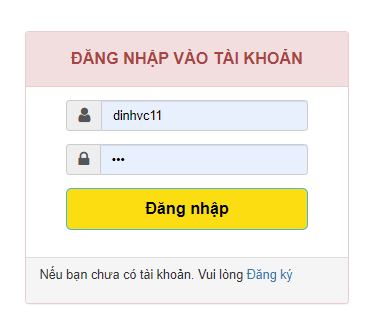 ĐĂNG NHẬP VÀO TÀI KHOẢN
dinhvc11
•••
Đăng nhập
Nếu bạn chưa có tài khoản. Vui lòng Đăng ký